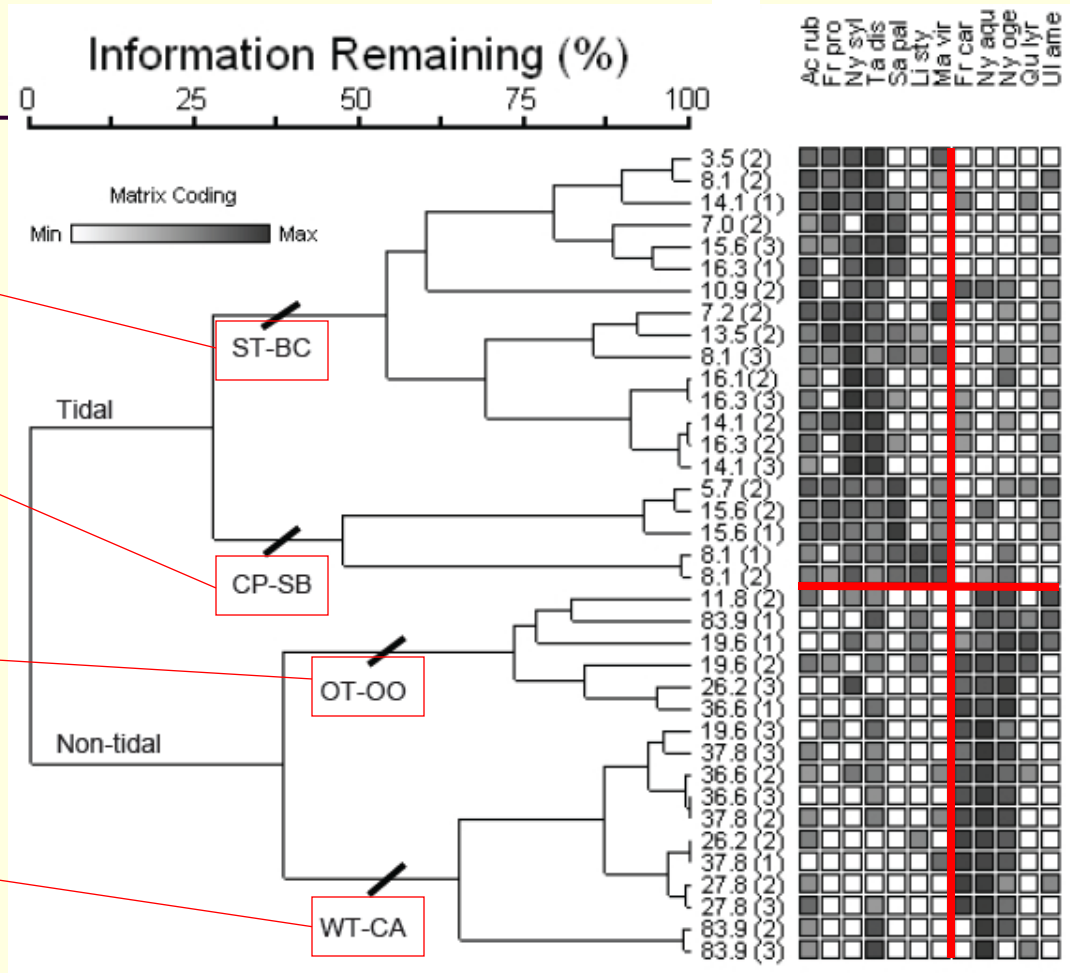 Information Remaining (%)
0 25 50 75 100
Ac rub
Fr pro
Ny syl
Ta dis
Sa pal
Li sty
Ma vir
Fr car
Ny aqu
Ny oge
Qu lyr
Ul ame
Matrix Coding
Min Max
3.5 (2)
8.1 (2)
14.1 (1)
7.0 (2)
15.6 (3)
16.3 (1)
10.9 (2)
7.2 (2)
13.5 (2)
8.1 (3)
16.1(2)
16.3 (3)
14.1 (2)
16.3 (2)
14.1 (3)
5.7 (2)
15.6 (2)
15.6 (1)
8.1 (1)
8.1 (2)
11.8 (2)
83.9 (1)
19.6 (1)
19.6 (2)
26.2 (3)
36.6 (1)
19.6 (3)
37.8 (3)
36.6 (2)
36.6 (3)
37.8 (2)
26.2 (2)
37.8 (1)
27.8 (2)
27.8 (3)
83.9 (2)
83.9 (3)
ST-BC
Tidal
CP-SB
OT-OO
Non-tidal
WT-CA